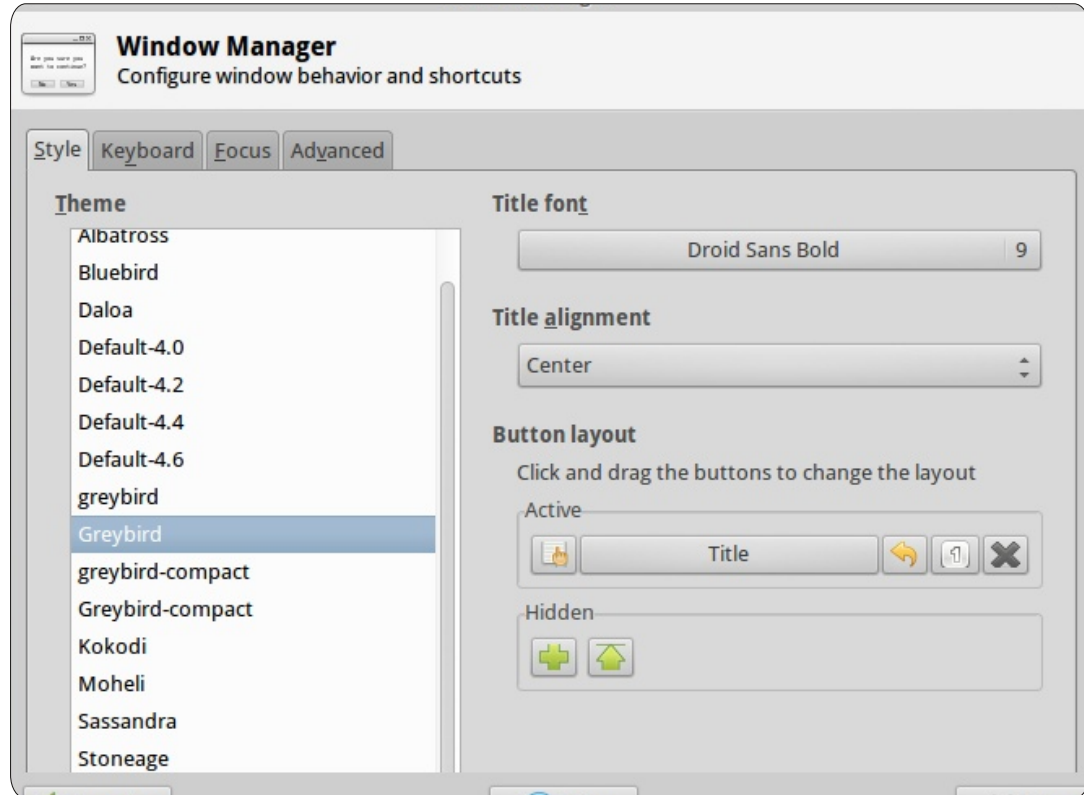 Window Manager
Configure window behavior and shortcuts
Style Keyboard Focus Advanced
Theme
Albatross
Bluebird
Daloa
Default-4.0
Default-4.2
Default-4.4
Default-4.6
greybird
Greybird
greybird-compact
Greybird-compact
Kokodi
Moheli
Sassandra
Stoneage
Title font
Droid Sans Bold 9
Title alignment
Center
Button layout
Click and drag the buttons to change the layout
Active
Title
Hidden